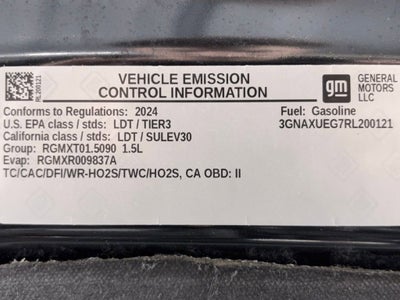 RL200121
VEHICLE EMISSION
CONTROL INFORMATION
gm
GENERAL
MOTORS
LLC
Conforms to Regulations: 2024
Fuel: Gasoline
U.S. EPA class / stds: LDT / TIER3
3GNAXUEG7RL200121
California class / stds: LDT / SULEV30
Group: RGMXT01.5090 1.5L
Evap: RGMXR009837A
TC/CAC/DFI/WR-HO2S/TWC/HO2S, CA OBD: II